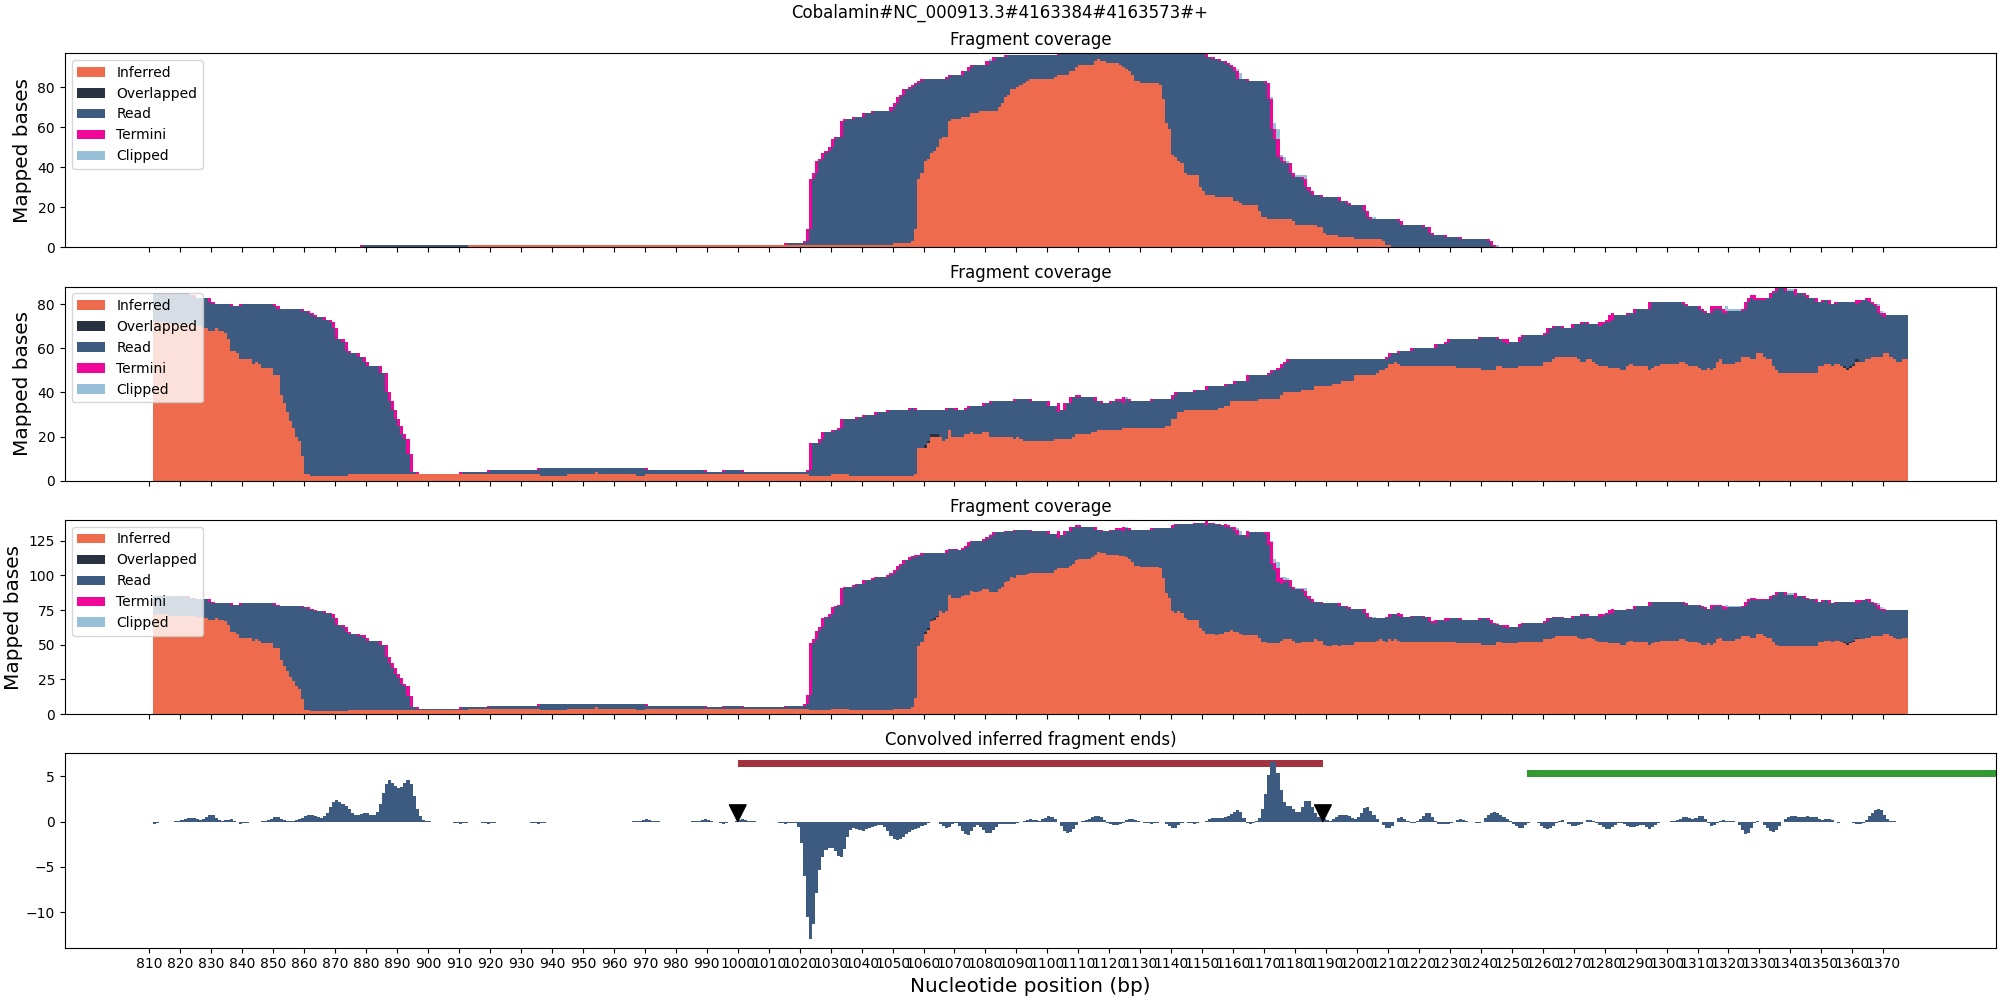 Cobalamin#NC_000913.3#4163384#4163573#+
Fragment coverage
Mapped bases
80
60
40
20
0
Inferred
Overlapped
Read
Termini
Clipped
Fragment coverage
Mapped bases
80
60
40
20
0
Inferred
Overlapped
Read
Termini
Clipped
Fragment coverage
Mapped bases
125
100
75
50
25
0
Inferred
Overlapped
Read
Termini
Clipped
Convolved inferred fragment ends)
5
0
−5
−10
810 820 830 840 850 860 870 880 890 900 910 920 930 940 950 960 970 980 990 1000 1010 1020 1030 1040 1050 1060 1070 1080 1090 1100 1110 1120 1130 1140 1150 1160 1170 1180 1190 1200 1210 1220 1230 1240 1250 1260 1270 1280 1290 1300 1310 1320 1330 1340 1350 1360 1370
Nucleotide position (bp)